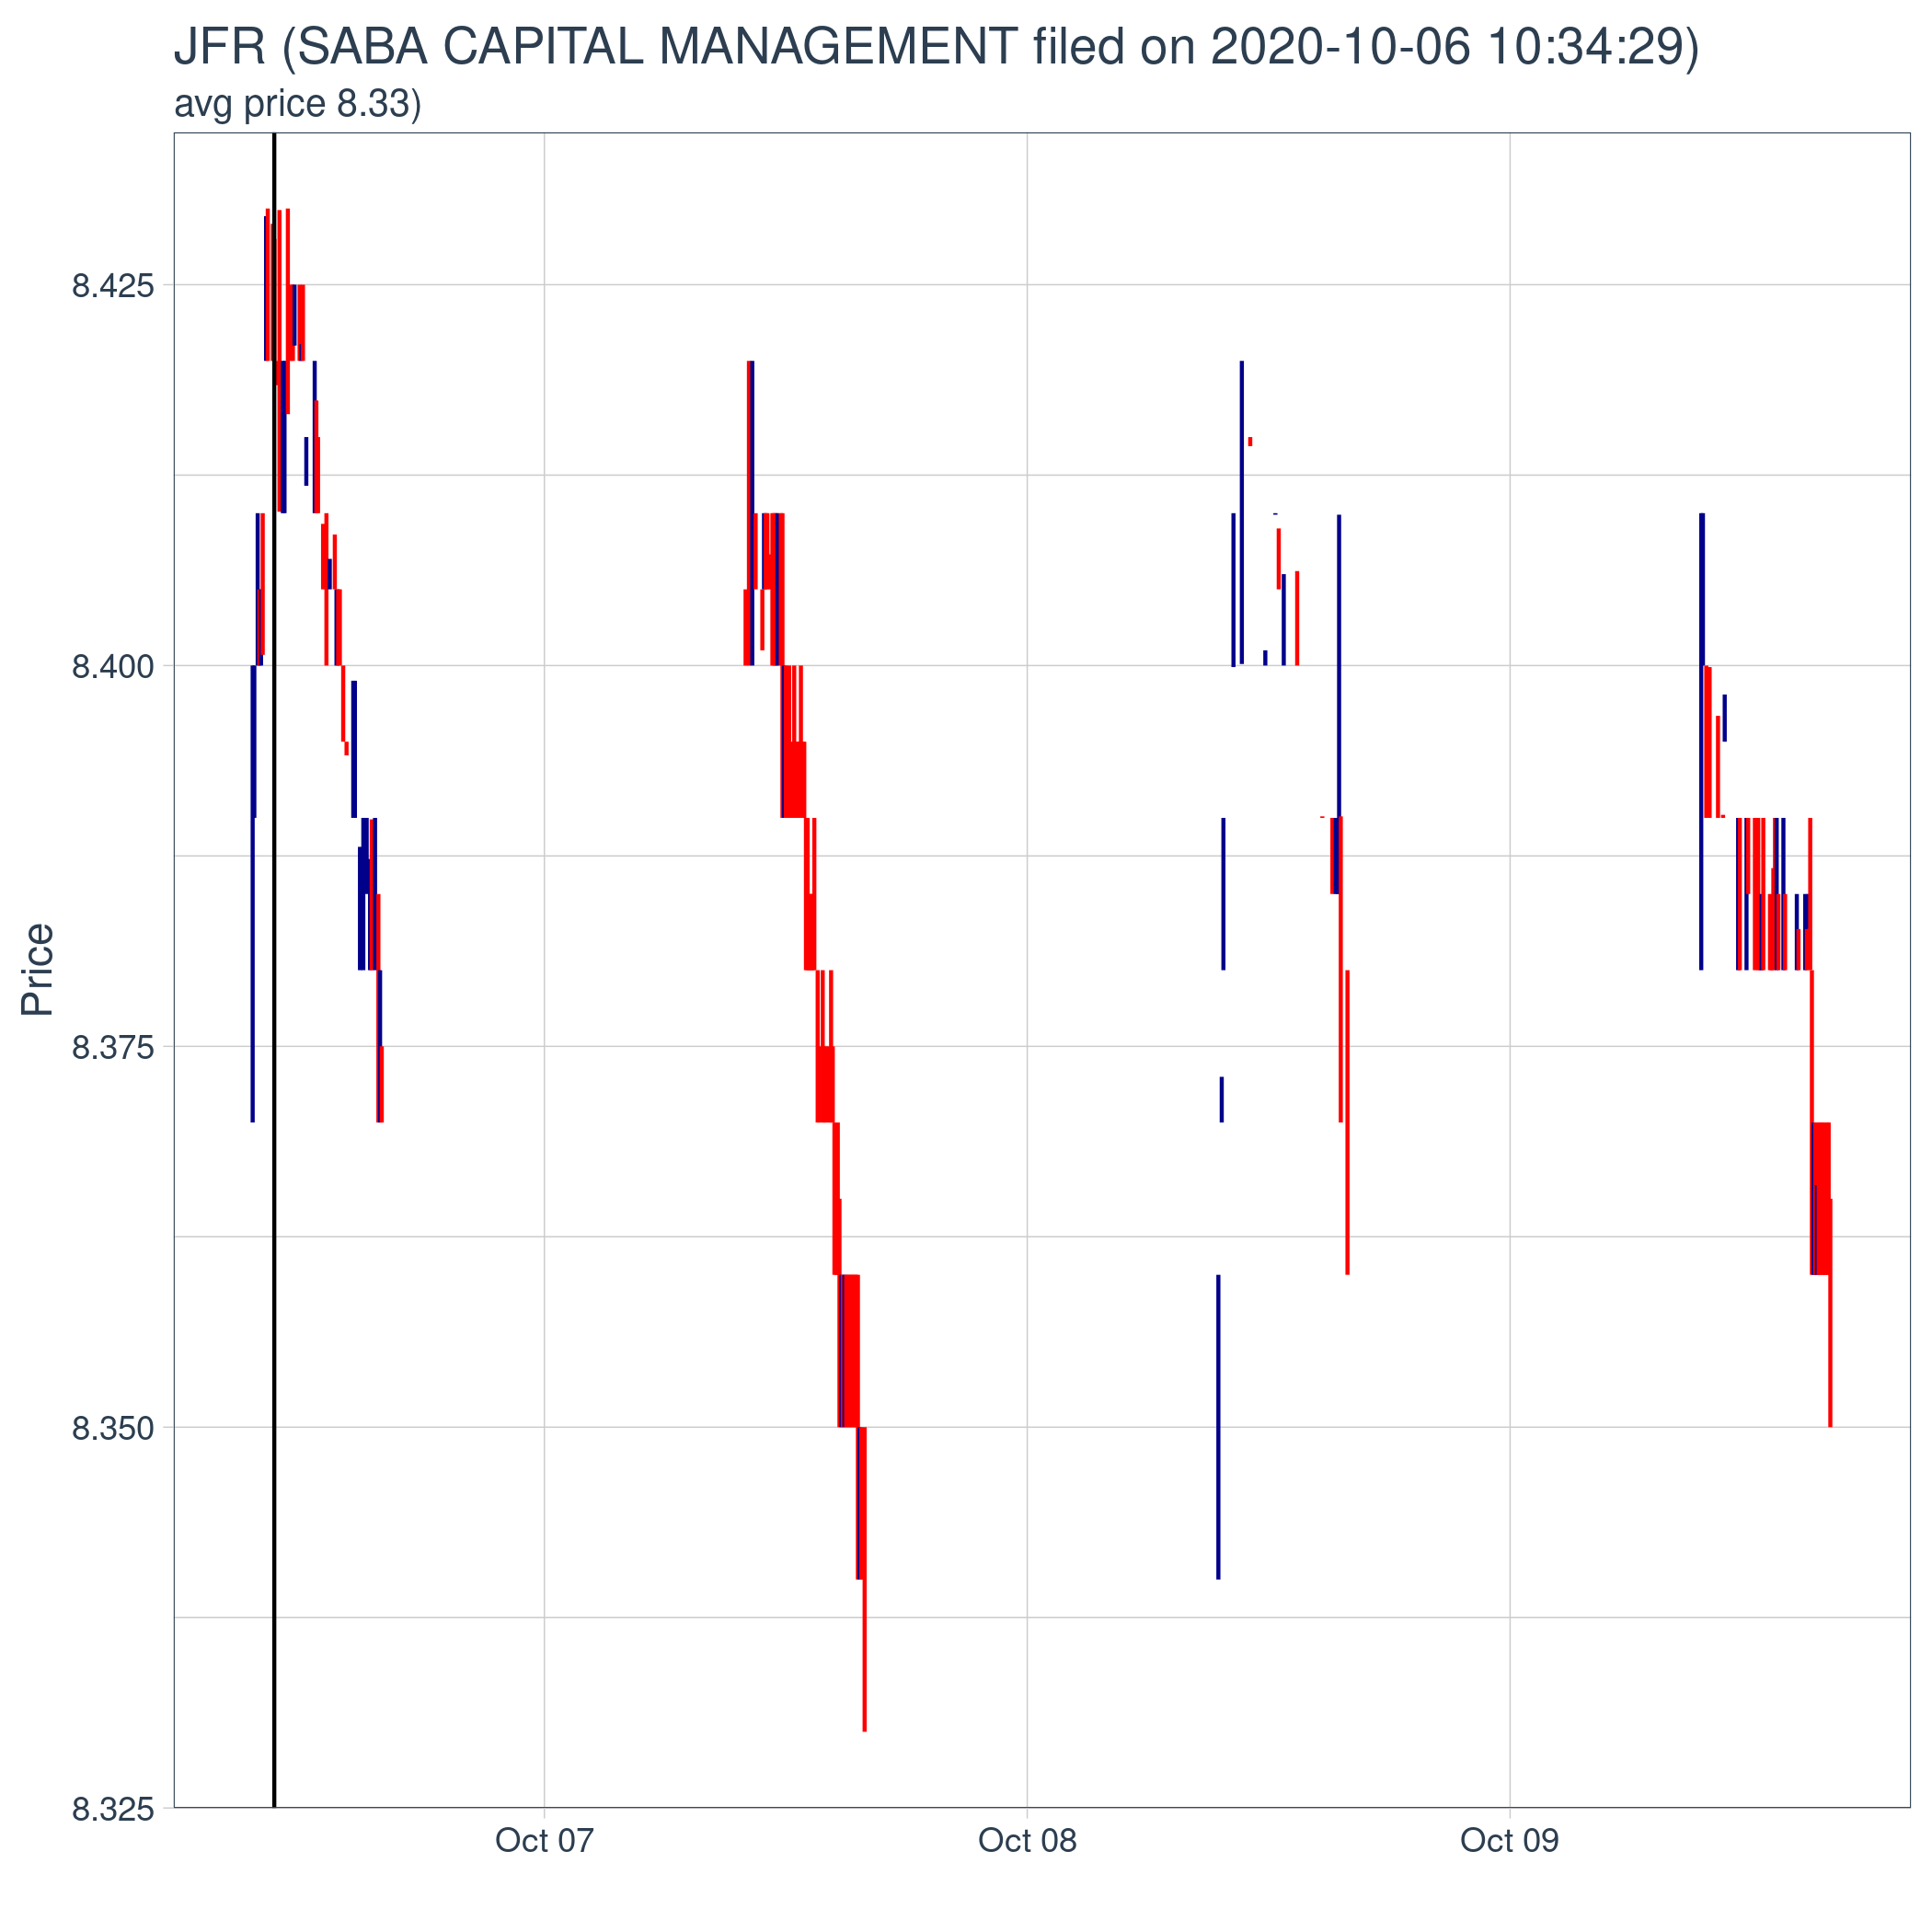 JFR (SABA CAPITAL MANAGEMENT filed on 2020-10-06 10:34:29)
avg price 8.33)
8.425
8.400
8.375
8.350
8.325
Price
Oct 07
Oct 08
Oct 09